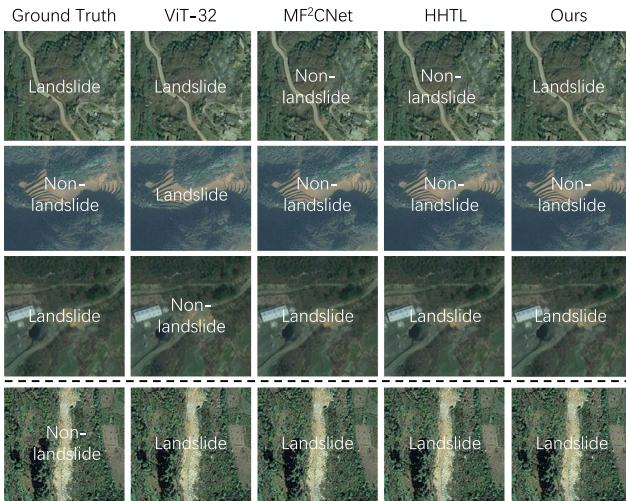 Ground Truth ViT-32 MF²CNet HHTL Ours
Landslide Landslide Non-landslide Non-landslide Landslide
Non-landslide Landslide Non-landslide Non-landslide Non-landslide
Landslide Non-landslide Landslide Landslide Landslide
Non-landslide Landslide Landslide Landslide Landslide